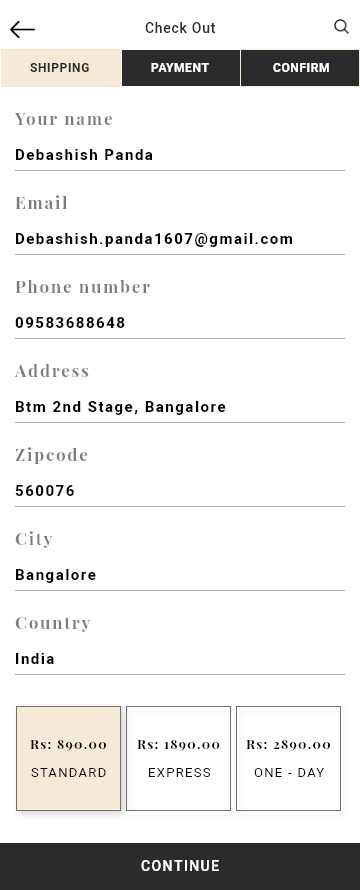 Check Out
SHIPPING PAYMENT CONFIRM
Your name
Debashish Panda
Email
Debashish.panda1607@gmail.com
Phone number
09583688648
Address
Btm 2nd Stage, Bangalore
Zipcode
560076
City
Bangalore
Country
India
Rs: 890.00 Rs: 1890.00 Rs: 2890.00
STANDARD EXPRESS ONE - DAY
CONTINUE